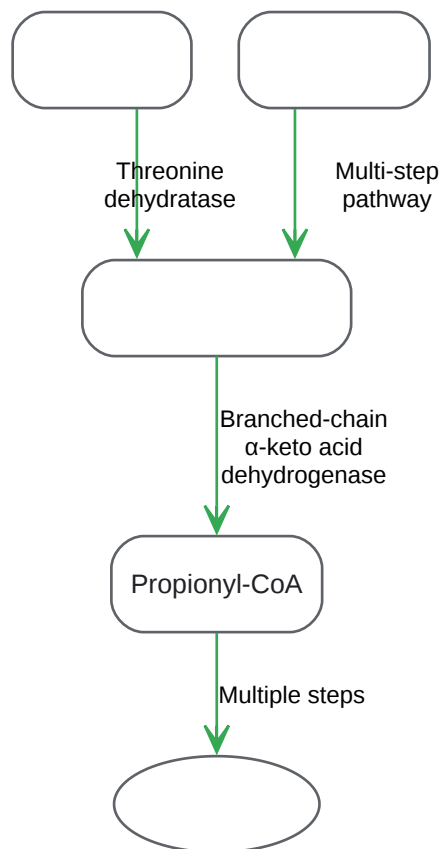 Threonine
dehydratase
Multi-step
pathway
Branched-chain
α-keto acid
dehydrogenase
Propionyl-CoA
Multiple steps